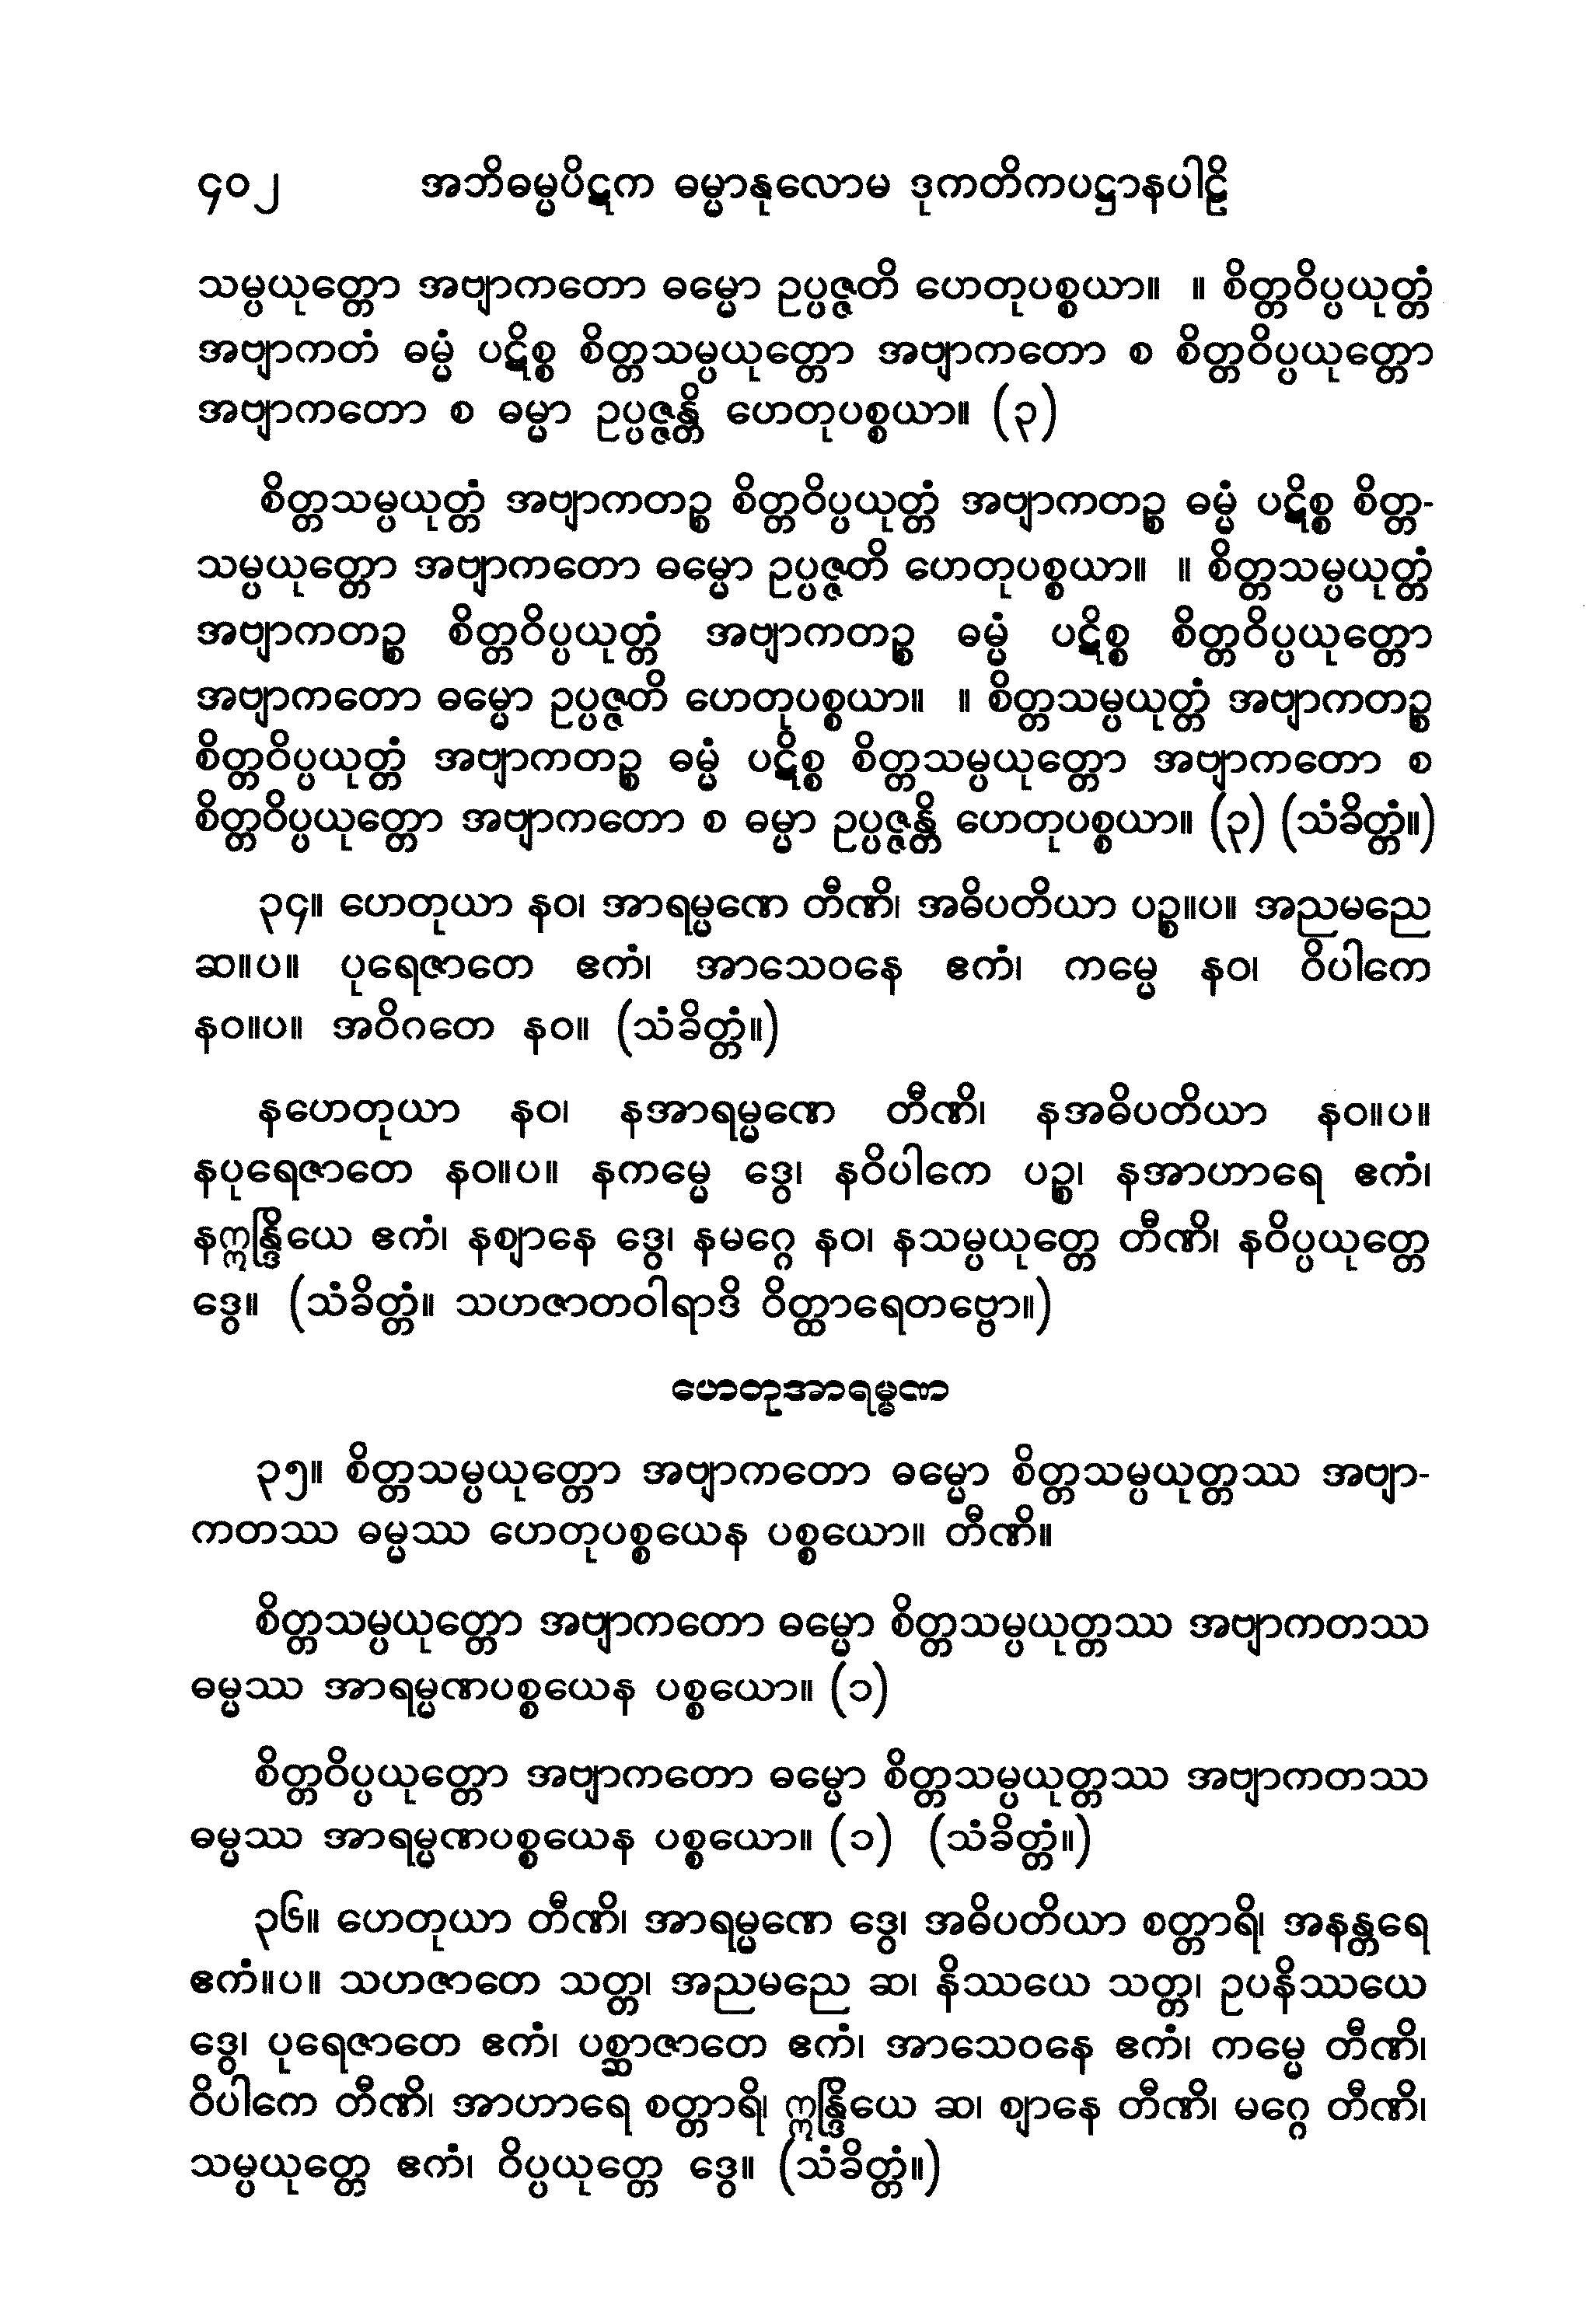 ၄၀၂ အဘိဓမ္မပိဋက ဓမ္မာနုလောမ ဒုကတိကပဋ္ဌာနပါဠိ
သမ္ပယုတ္တော အဗျာကတော ဓမ္မော ဥပ္ပဇ္ဇတိ ဟေတုပစ္စယာ။ ။ စိတ္တဝိပ္ပယုတ္တံ
အဗျာကတံ ဓမ္မံ ပဋိစ္စ စိတ္တသမ္ပယုတ္တော အဗျာကတော စ စိတ္တဝိပ္ပယုတ္တော
အဗျာကတော စ ဓမ္မာ ဥပ္ပဇ္ဇန္တိ ဟေတုပစ္စယာ။ (၃)
စိတ္တသမ္ပယုတ္တံ အဗျာကတဉ္စ စိတ္တဝိပ္ပယုတ္တံ အဗျာကတဉ္စ ဓမ္မံ ပဋိစ္စ စိတ္တ-
သမ္ပယုတ္တော အဗျာကတော ဓမ္မော ဥပ္ပဇ္ဇတိ ဟေတုပစ္စယာ။ ။ စိတ္တသမ္ပယုတ္တံ
အဗျာကတဉ္စ စိတ္တဝိပ္ပယုတ္တံ အဗျာကတဉ္စ ဓမ္မံ ပဋိစ္စ စိတ္တဝိပ္ပယုတ္တော
အဗျာကတော ဓမ္မော ဥပ္ပဇ္ဇတိ ဟေတုပစ္စယာ။ ။ စိတ္တသမ္ပယုတ္တံ အဗျာကတဉ္စ
စိတ္တဝိပ္ပယုတ္တံ အဗျာကတဉ္စ ဓမ္မံ ပဋိစ္စ စိတ္တသမ္ပယုတ္တော အဗျာကတော စ
စိတ္တဝိပ္ပယုတ္တော အဗျာကတော စ ဓမ္မာ ဥပ္ပဇ္ဇန္တိ ဟေတုပစ္စယာ။ (၃) (သံခိတ္တံ။)
၃၄။ ဟေတုယာ နဝ၊ အာရမ္မဏေ တီဏိ၊ အဓိပတိယာ ပဉ္စ။ပ။ အညမညေ
ဆ။ပ။ ပုရေဇာတေ ဧကံ၊ အာသေဝနေ ဧကံ၊ ကမ္မေ နဝ၊ ဝိပါကေ
နဝ။ပ။ အဝိဂတေ နဝ။ (သံခိတ္တံ။)
နဟေတုယာ နဝ၊ နအာရမ္မဏေ တီဏိ၊ နအဓိပတိယာ နဝ။ပ။
နပုရေဇာတေ နဝ။ပ။ နကမ္မေ ဒွေ၊ နဝိပါကေ ပဉ္စ၊ နအာဟာရေ ဧကံ၊
နဣန္ဒြိယေ ဧကံ၊ နဈာနေ ဒွေ၊ နမဂ္ဂေ နဝ၊ နသမ္ပယုတ္တေ တီဏိ၊ နဝိပ္ပယုတ္တေ
ဒွေ။ (သံခိတ္တံ။ သဟဇာတဝါရာဒိ ဝိတ္ထာရေတဗ္ဗော။)
ဟေတုအာရမ္မဏ
၃၅။ စိတ္တသမ္ပယုတ္တော အဗျာကတော ဓမ္မော စိတ္တသမ္ပယုတ္တဿ အဗျာ-
ကတဿ ဓမ္မဿ ဟေတုပစ္စယေန ပစ္စယော။ တီဏိ။
စိတ္တသမ္ပယုတ္တော အဗျာကတော ဓမ္မော စိတ္တသမ္ပယုတ္တဿ အဗျာကတဿ
ဓမ္မဿ အာရမ္မဏပစ္စယေန ပစ္စယော။ (၁)
စိတ္တဝိပ္ပယုတ္တော အဗျာကတော ဓမ္မော စိတ္တသမ္ပယုတ္တဿ အဗျာကတဿ
ဓမ္မဿ အာရမ္မဏပစ္စယေန ပစ္စယော။ (၁) (သံခိတ္တံ။)
၃၆။ ဟေတုယာ တီဏိ၊ အာရမ္မဏေ ဒွေ၊ အဓိပတိယာ စတ္တာရိ၊ အနန္တရေ
ဧကံ။ပ။ သဟဇာတေ သတ္တ၊ အညမညေ ဆ၊ နိဿယေ သတ္တ၊ ဥပနိဿယေ
ဒွေ၊ ပုရေဇာတေ ဧကံ၊ ပစ္ဆာဇာတေ ဧကံ၊ အာသေဝနေ ဧကံ၊ ကမ္မေ တီဏိ၊
ဝိပါကေ တီဏိ၊ အာဟာရေ စတ္တာရိ၊ ဣန္ဒြိယေ ဆ၊ ဈာနေ တီဏိ၊ မဂ္ဂေ တီဏိ၊
သမ္ပယုတ္တေ ဧကံ၊ ဝိပ္ပယုတ္တေ ဒွေ။ (သံခိတ္တံ။)